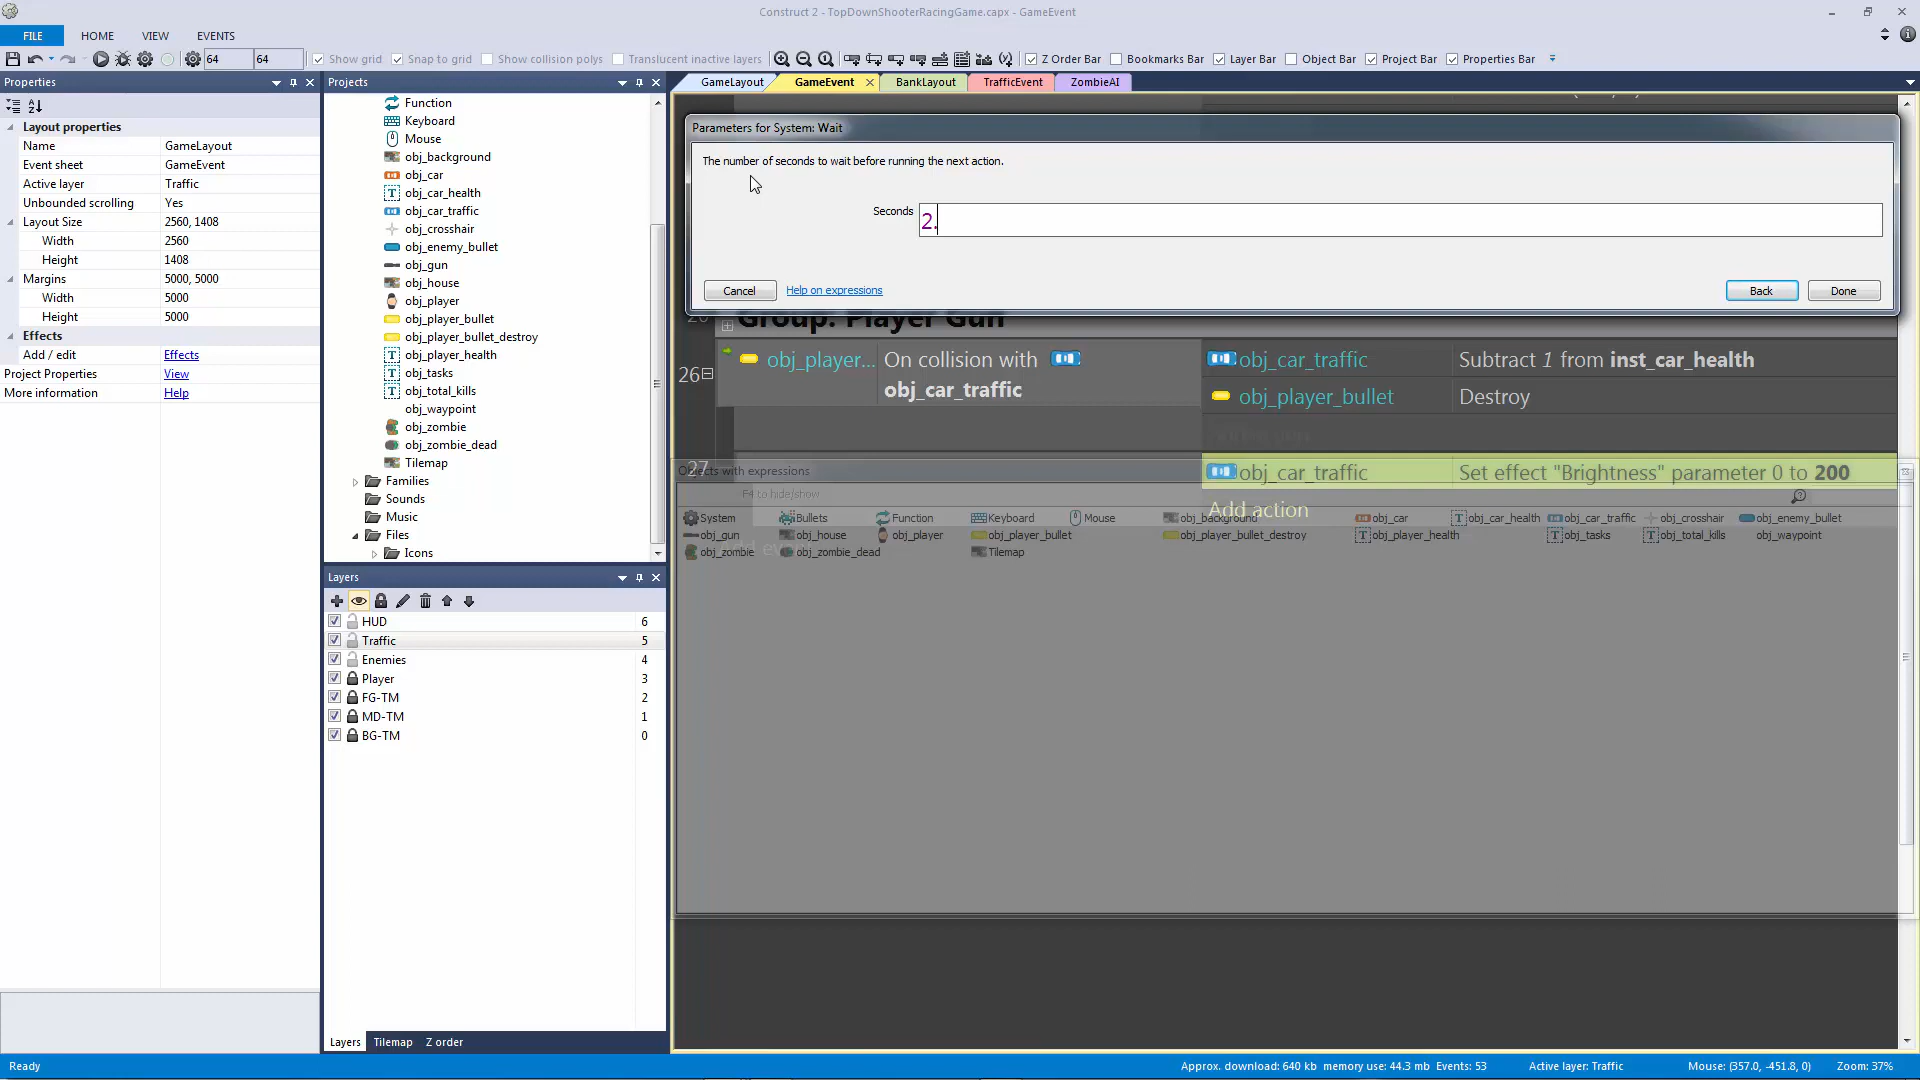 Construct 2 - TopDownShooterRacingGame.capx - GameEvent
FILE HOME VIEW EVENTS
64 64 Show grid Snap to grid Show collision polys Translucent inactive layers Z Order Bar Bookmarks Bar Layer Bar Object Bar Project Bar Properties Bar
Properties
Layout properties
Name GameLayout
Event sheet GameEvent
Active layer Traffic
Unbounded scrolling Yes
Layout Size 2560, 1408
Width 2560
Height 1408
Margins 5000, 5000
Width 5000
Height 5000
Effects
Add / edit Effects
Project Properties View
More information Help
Projects
Function
Keyboard
Mouse
obj_background
obj_car
obj_car_health
obj_car_traffic
obj_crosshair
obj_enemy_bullet
obj_gun
obj_house
obj_player
obj_player_bullet
obj_player_bullet_destroy
obj_player_health
obj_tasks
obj_total_kills
obj_waypoint
obj_zombie
obj_zombie_dead
Tilemap
Families
Sounds
Music
Files
Icons
Layers
HUD 6
Traffic 5
Enemies 4
Player 3
FG-TM 2
MD-TM 1
BG-TM 0
Layers Tilemap Z order
GameLayout GameEvent BankLayout TrafficEvent ZombieAI
Parameters for System: Wait
The number of seconds to wait before running the next action.
Seconds 2.
Cancel Help on expressions Back Done
Group: Player Gun
26 obj_player... On collision with obj_car_traffic
obj_car_traffic Subtract 1 from inst_car_health
obj_player_bullet Destroy
27 obj_car_traffic Set effect "Brightness" parameter 0 to 200
Add action
Objects with expressions
F4 to hide/show
System Bullets Function Keyboard Mouse obj_background obj_car obj_car_health obj_car_traffic obj_crosshair obj_enemy_bullet
obj_gun obj_house obj_player obj_player_bullet obj_player_bullet_destroy obj_player_health obj_tasks obj_total_kills obj_waypoint
obj_zombie obj_zombie_dead Tilemap
Ready Approx. download: 640 kb memory use: 44.3 mb Events: 53 Active layer: Traffic Mouse: (357.0, -451.8, 0) Zoom: 37%